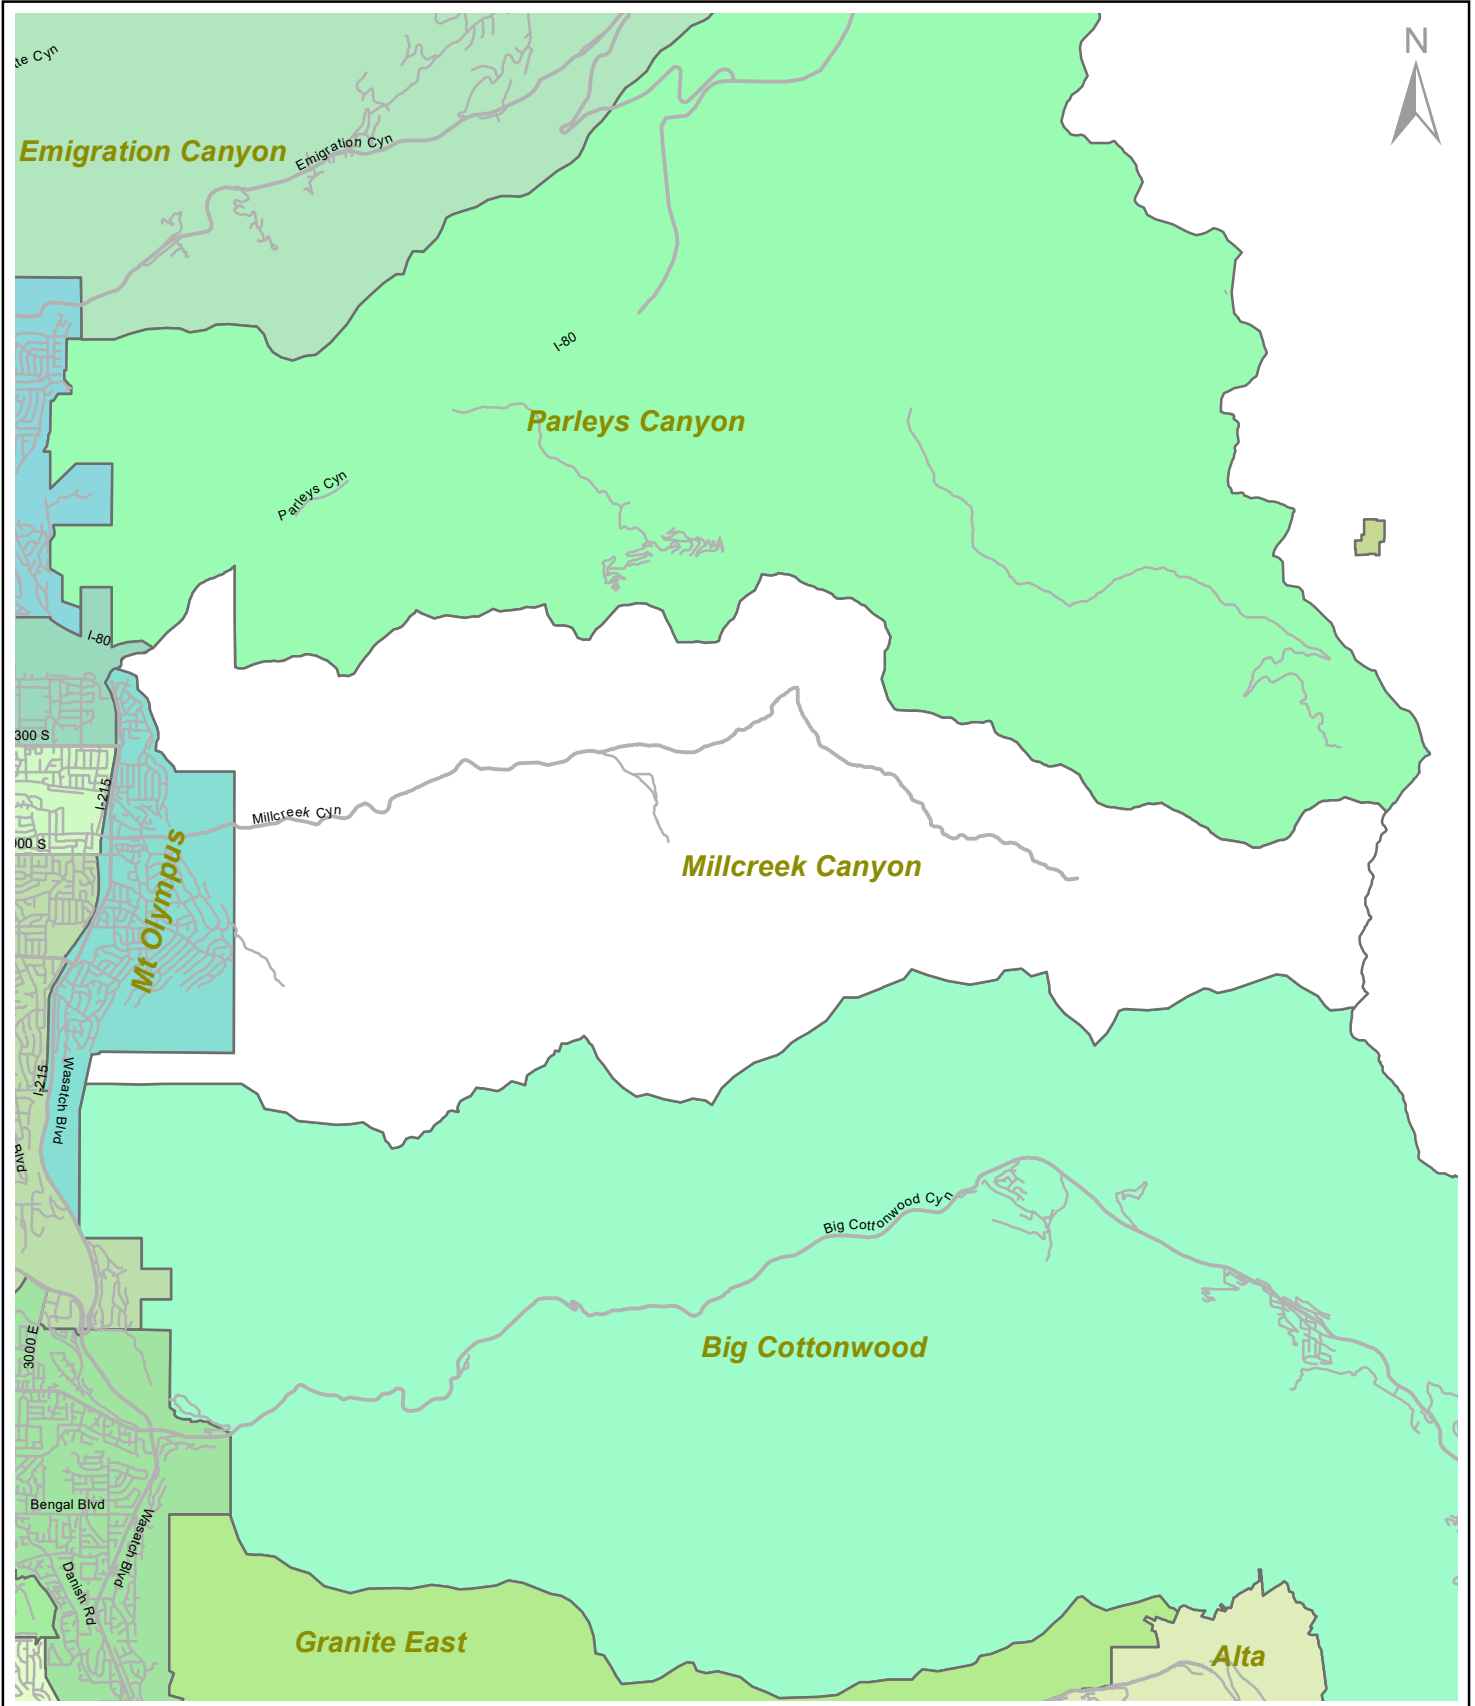 N
Emigration Canyon
Emigration Cyn
I-80
Parleys Canyon
Parleys Cyn
I-80
300 S
I-215
Millcreek Cyn
Mt Olympus
Millcreek Canyon
I-215
Wasatch Blvd
Blvd
Big Cottonwood Cyn
3000 E
Big Cottonwood
Bengal Blvd
Wasatch Blvd
Danish Rd
Granite East
Alta